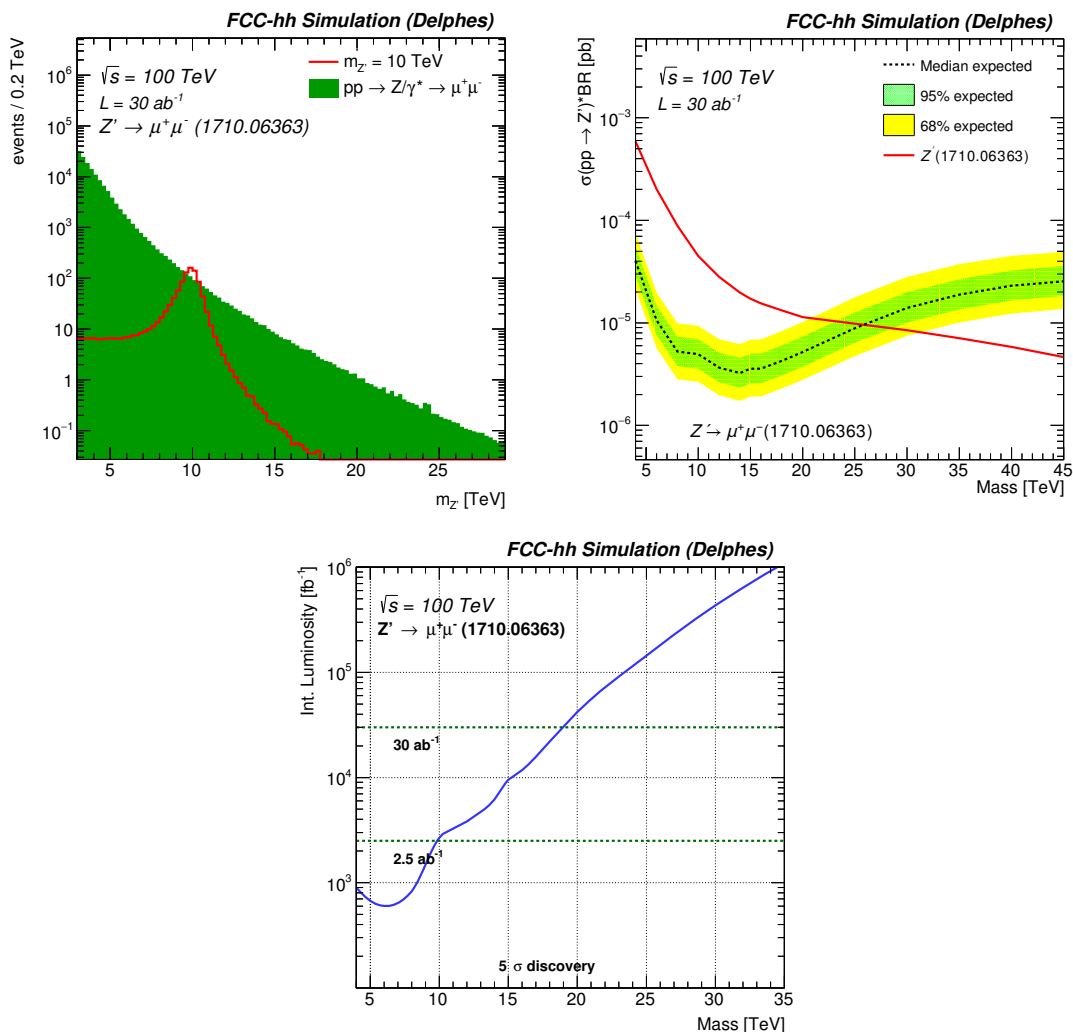 FCC-hh Simulation (Delphes)
events / 0.2 TeV
√s = 100 TeV
L = 30 ab⁻¹
Z' → μ⁺μ⁻ (1710.06363)
m_Z' = 10 TeV
pp → Z/γ* → μ⁺μ⁻
10⁶
10⁵
10⁴
10³
10²
10
1
10⁻¹
5 10 15 20 25
m_Z' [TeV]
FCC-hh Simulation (Delphes)
σ(pp → Z')*BR [pb]
√s = 100 TeV
L = 30 ab⁻¹
Median expected
95% expected
68% expected
Z' (1710.06363)
10⁻³
10⁻⁴
10⁻⁵
10⁻⁶
Z' → μ⁺μ⁻ (1710.06363)
5 10 15 20 25 30 35 40 45
Mass [TeV]
FCC-hh Simulation (Delphes)
Int. Luminosity [fb⁻¹]
√s = 100 TeV
Z' → μ⁺μ⁻ (1710.06363)
10⁶
10⁵
10⁴
10³
30 ab⁻¹
2.5 ab⁻¹
5 σ discovery
5 10 15 20 25 30 35
Mass [TeV]